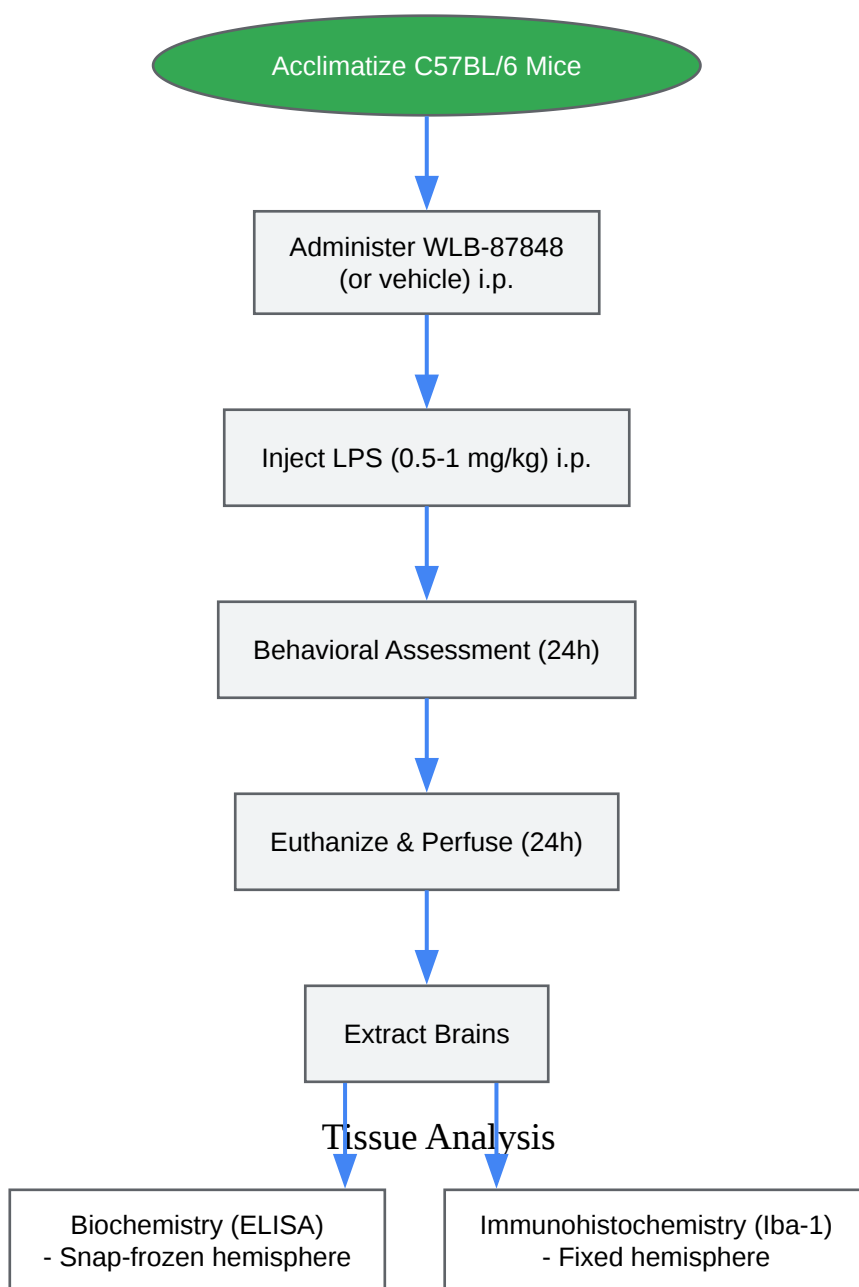 Acclimatize C57BL/6 Mice
Administer WLB-87848
(or vehicle) i.p.
Inject LPS (0.5-1 mg/kg) i.p.
Behavioral Assessment (24h)
Euthanize & Perfuse (24h)
Extract Brains
Tissue Analysis
Biochemistry (ELISA)
- Snap-frozen hemisphere
Immunohistochemistry (Iba-1)
- Fixed hemisphere